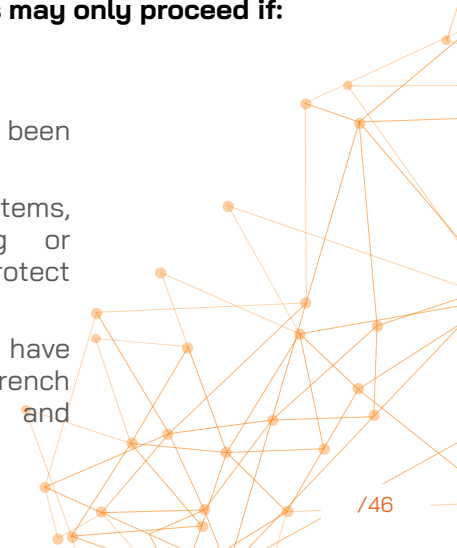 may only proceed if:
been
tems,
or
rotect
have
rench
and
/46